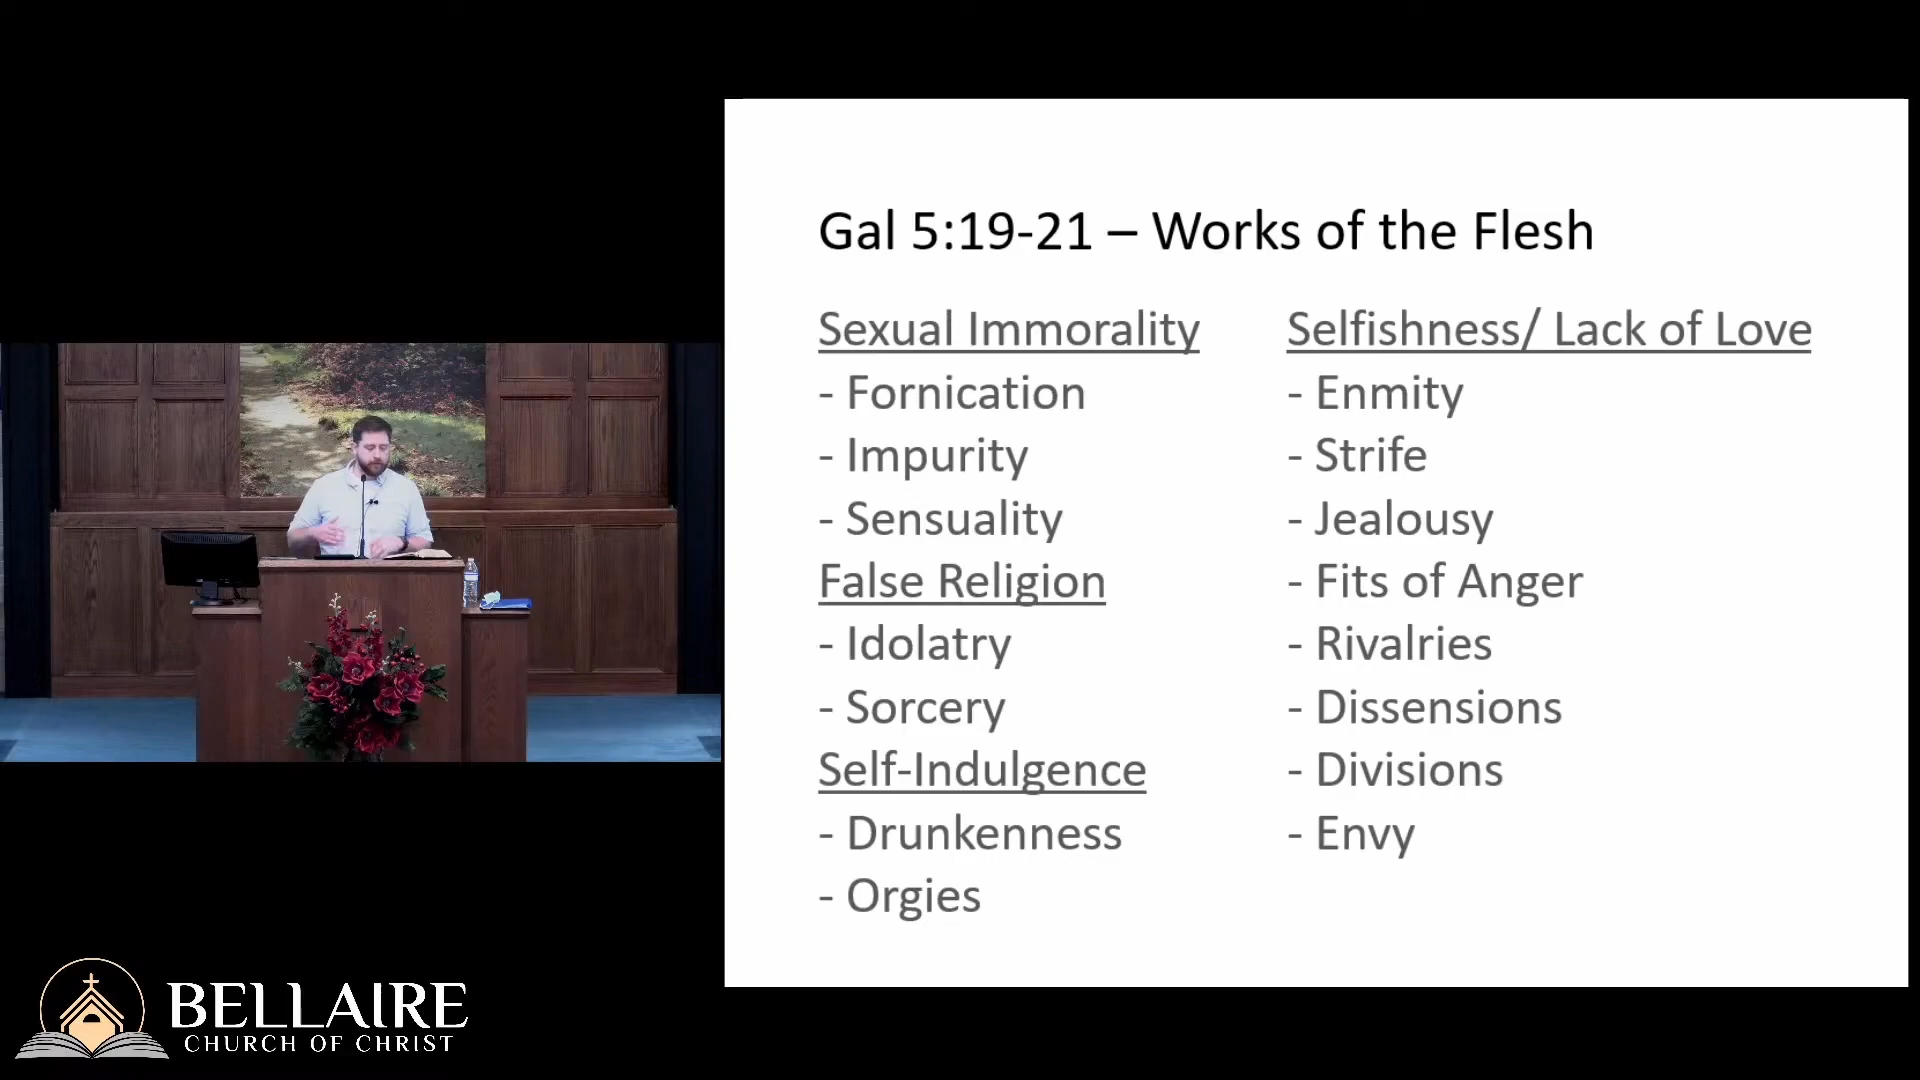 Gal 5:19-21 – Works of the Flesh
Sexual Immorality
- Fornication
- Impurity
- Sensuality
False Religion
- Idolatry
- Sorcery
Self-Indulgence
- Drunkenness
- Orgies
Selfishness/ Lack of Love
- Enmity
- Strife
- Jealousy
- Fits of Anger
- Rivalries
- Dissensions
- Divisions
- Envy
BELLAIRE
CHURCH OF CHRIST